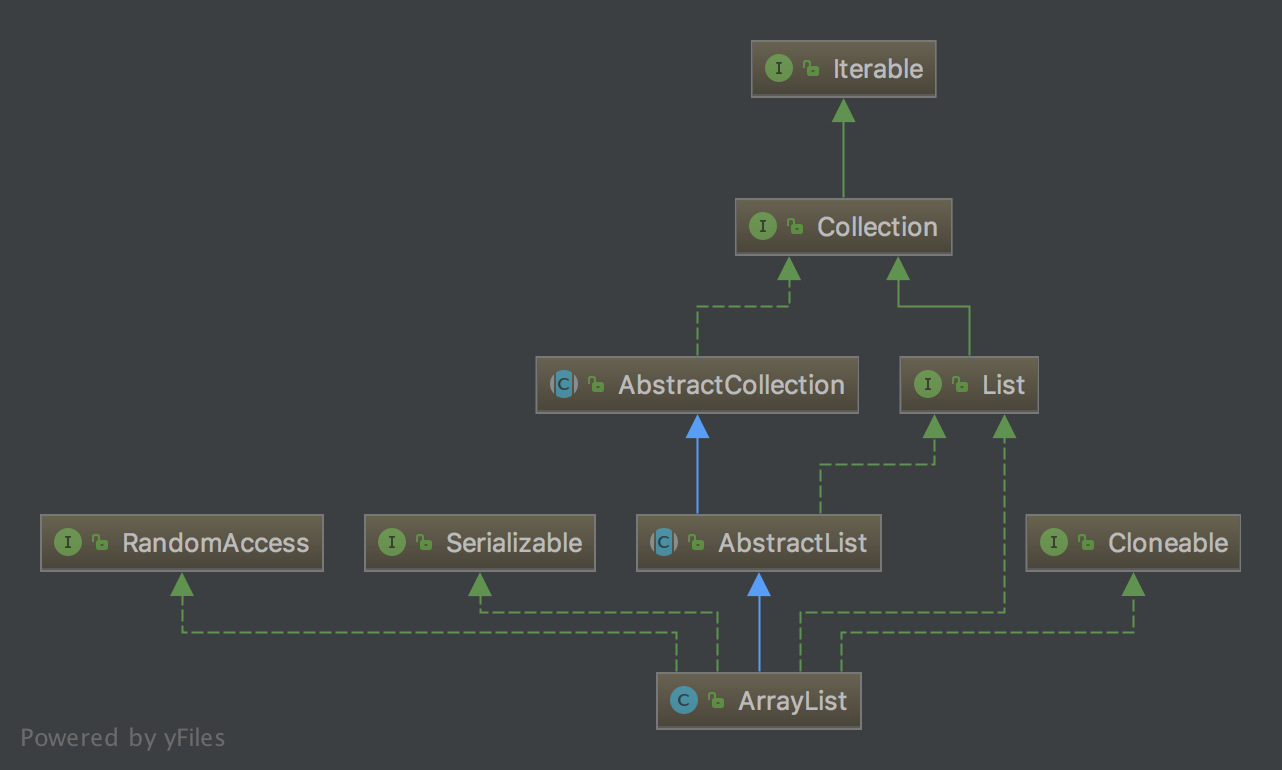 I Iterable
I Collection
C AbstractCollection
I List
I RandomAccess
I Serializable
C AbstractList
I Cloneable
C ArrayList
Powered by yFiles